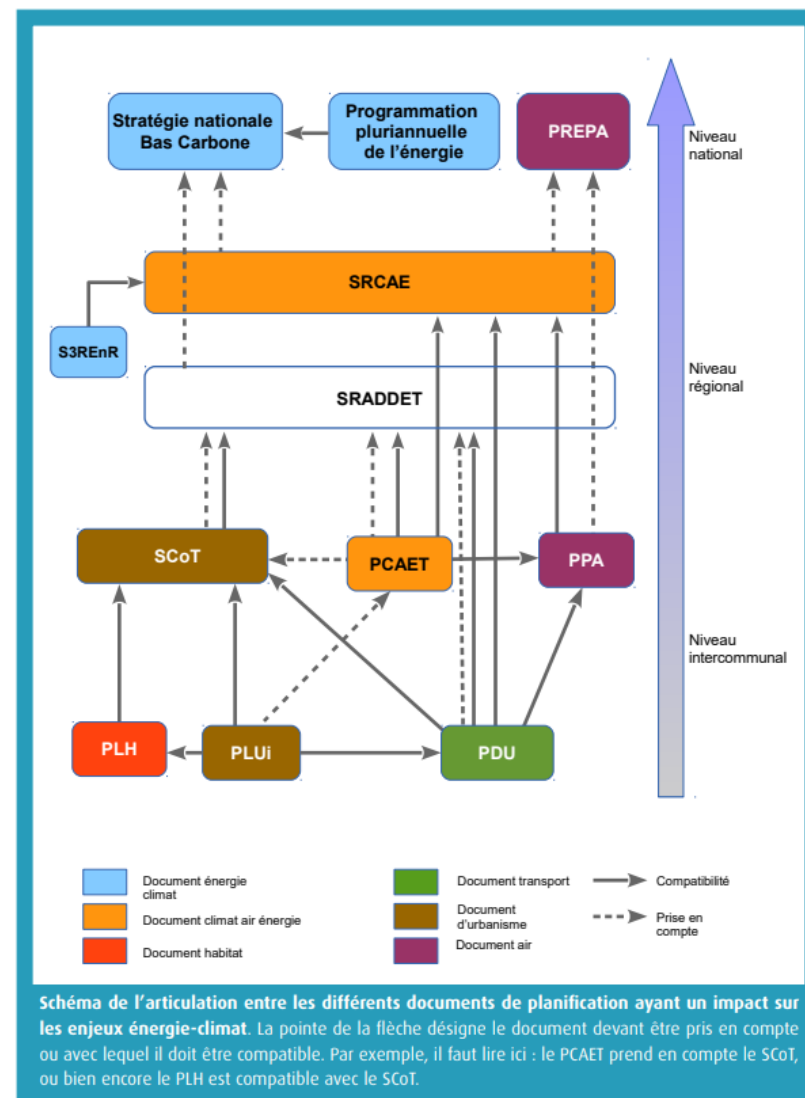 Stratégie nationale
Bas Carbone
Programmation
pluriannuelle
de l'énergie
PREPA
Niveau
national
SRCAE
S3REnR
Niveau
régional
SRADDET
SCoT
PCAET
PPA
Niveau
intercommunal
PLH
PLUi
PDU
Document énergie
climat
Document transport
Compatibilité
Document climat air énergie
Document
d'urbanisme
Prise en
compte
Document habitat
Document air
Schéma de l'articulation entre les différents documents de planification ayant un impact sur
les enjeux énergie-climat. La pointe de la flèche désigne le document devant être pris en compte
ou avec lequel il doit être compatible. Par exemple, il faut lire ici : le PCAET prend en compte le SCoT,
ou bien encore le PLH est compatible avec le SCoT.